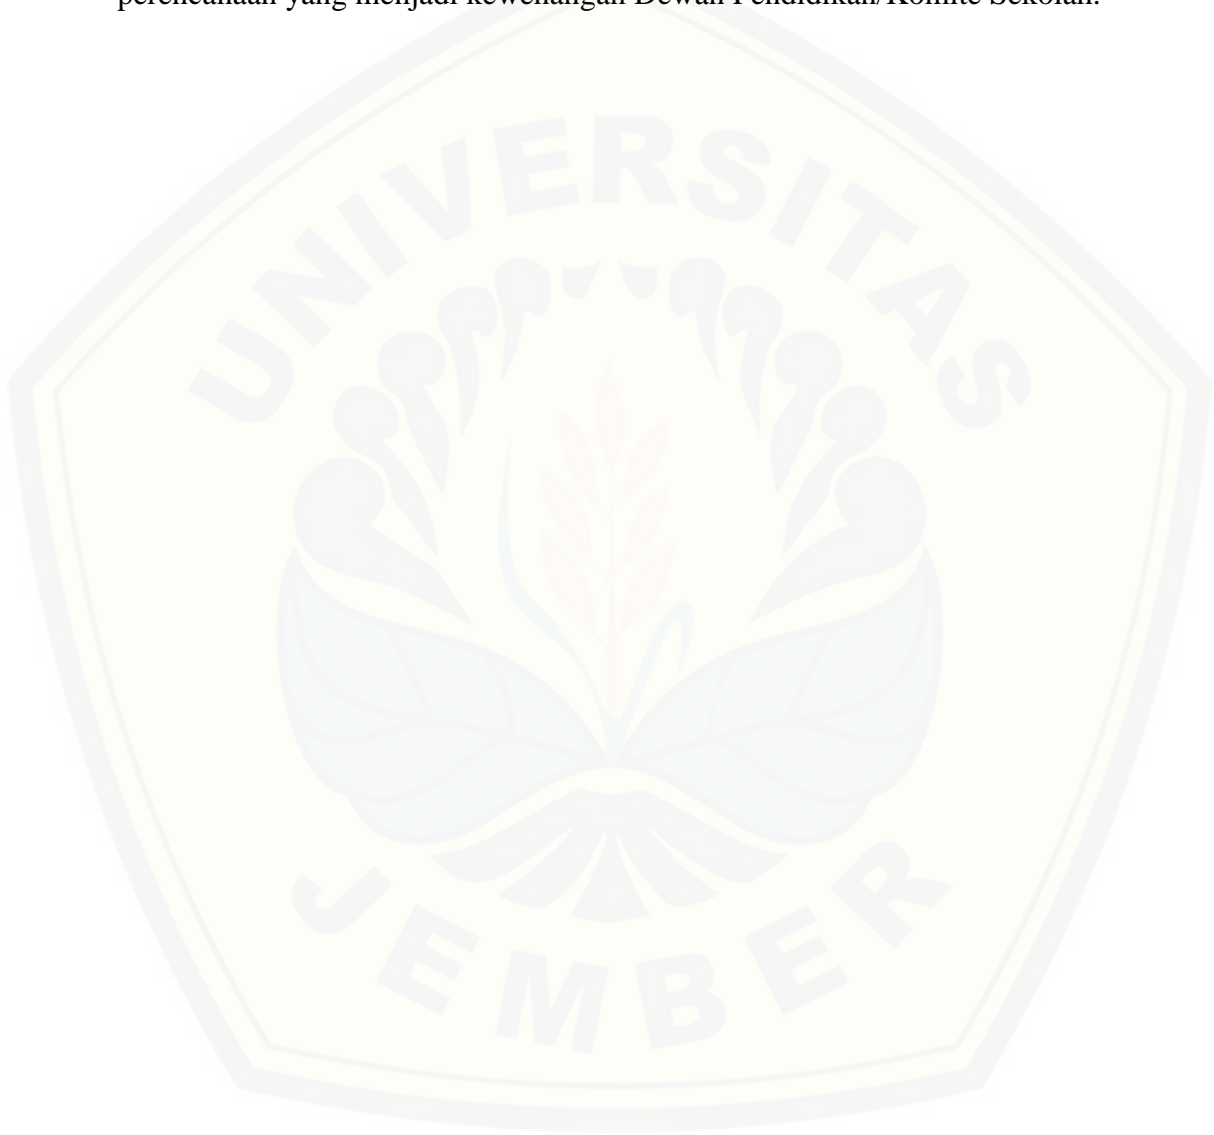 perencanaan yang menjadi kewenangan Dewan Pendidikan/Komite Sekolah.
UNIVERSITAS
JEMBER